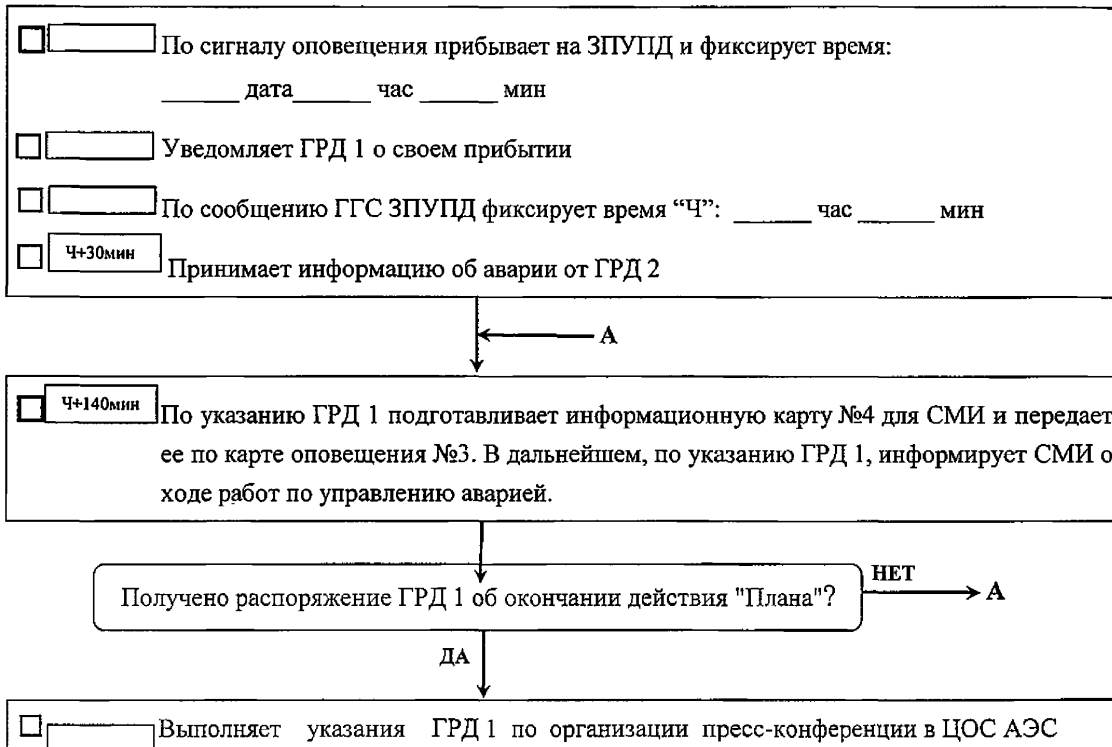 По сигналу оповещения прибывает на ЗПУПД и фиксирует время:
______ дата______ час ______ мин
Уведомляет ГРД 1 о своем прибытии
По сообщению ГГС ЗПУПД фиксирует время “Ч”: ______ час ______ мин
Ч+30мин Принимает информацию об аварии от ГРД 2
А
Ч+140мин По указанию ГРД 1 подготавливает информационную карту №4 для СМИ и передает
ее по карте оповещения №3. В дальнейшем, по указанию ГРД 1, информирует СМИ о
ходе работ по управлению аварией.
Получено распоряжение ГРД 1 об окончании действия "Плана"? НЕТ А
ДА
Выполняет указания ГРД 1 по организации пресс-конференции в ЦОС АЭС